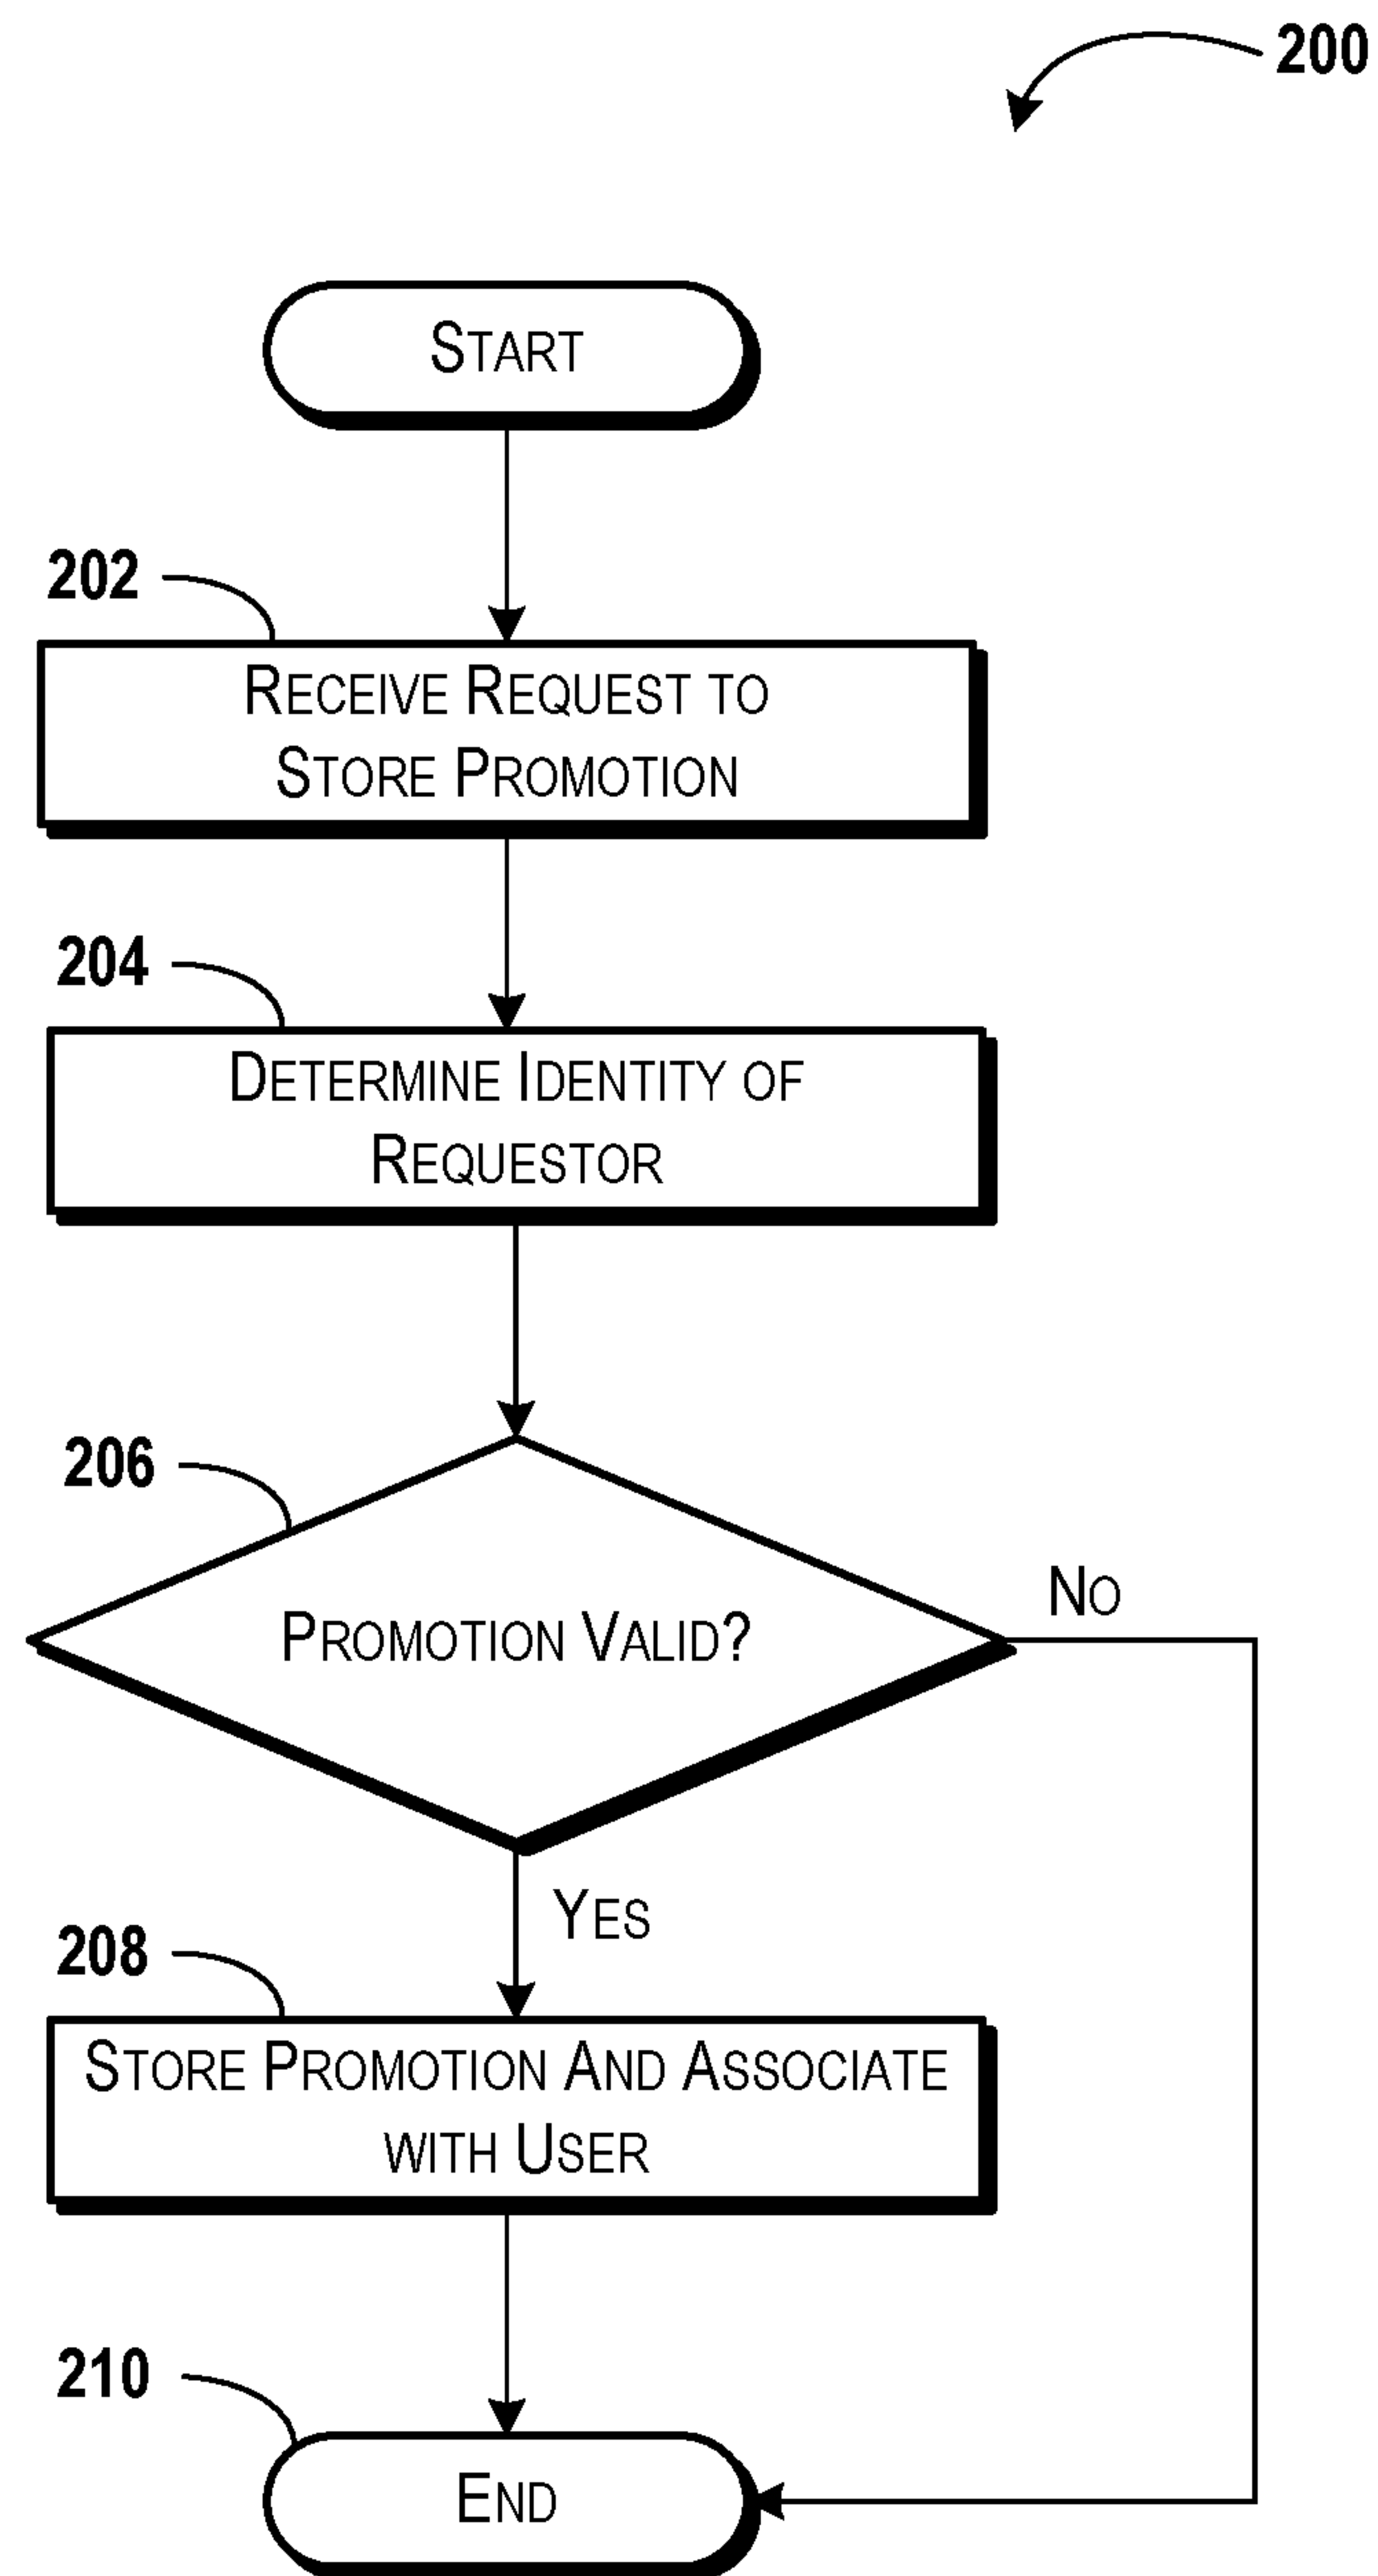 200
START
202
RECEIVE REQUEST TO
STORE PROMOTION
204
DETERMINE IDENTITY OF
REQUESTOR
206
PROMOTION VALID?
NO
YES
208
STORE PROMOTION AND ASSOCIATE
WITH USER
210
END